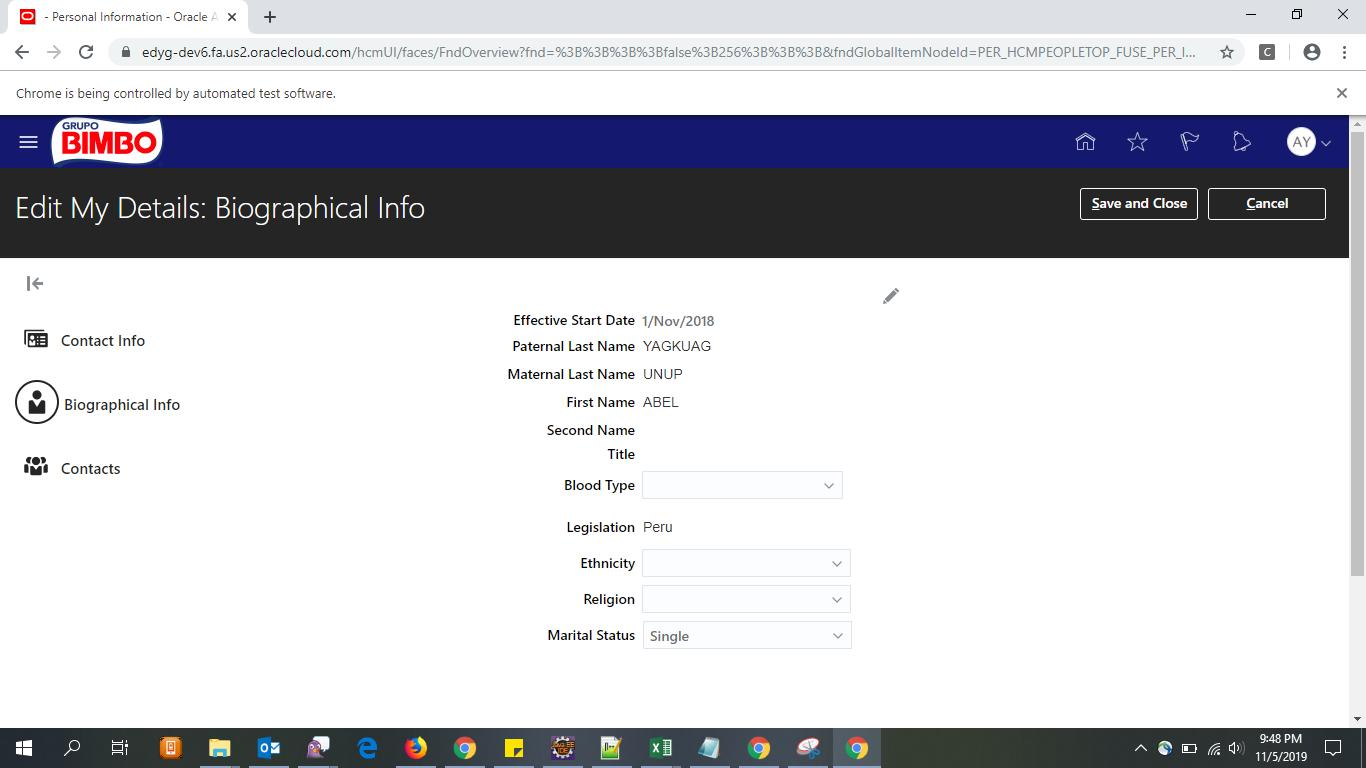 - Personal Information - Oracle A
edyg-dev6.fa.us2.oraclecloud.com/hcmUI/faces/FndOverview?fnd=%3B%3B%3B%3Bfalse%3B256%3B%3B%3B&fndGlobalItemNodeId=PER_HCMPEOPLETOP_FUSE_PER_I...
C
Chrome is being controlled by automated test software.
GRUPO
BIMBO
AY
Edit My Details: Biographical Info
Save and Close
Cancel
Contact Info
Biographical Info
Contacts
Effective Start Date 1/Nov/2018
Paternal Last Name YAGKUAG
Maternal Last Name UNUP
First Name ABEL
Second Name
Title
Blood Type
Legislation Peru
Ethnicity
Religion
Marital Status Single
9:48 PM
11/5/2019